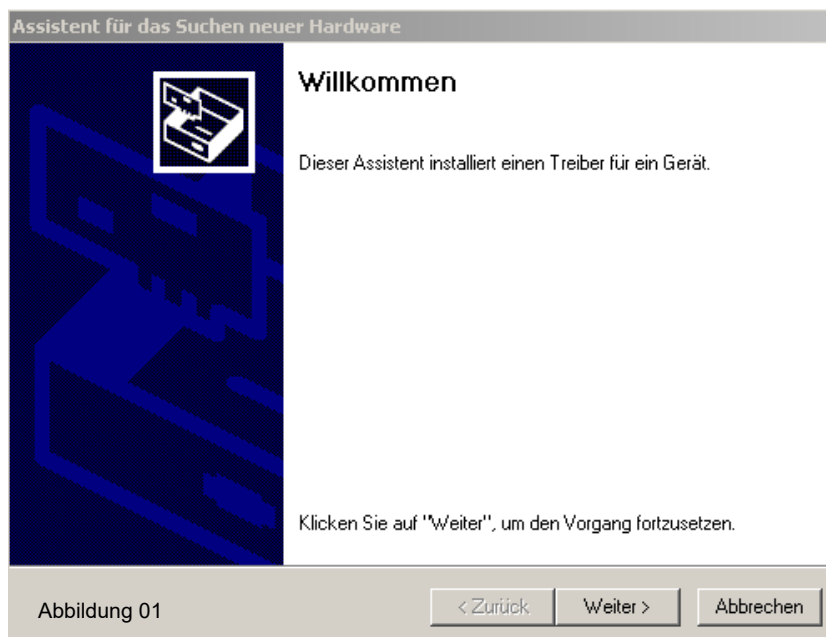 Assistent für das Suchen neuer Hardware
Willkommen
Dieser Assistent installiert einen Treiber für ein Gerät.
Klicken Sie auf "Weiter", um den Vorgang fortzusetzen.
Abbildung 01
< Zurück
Weiter >
Abbrechen